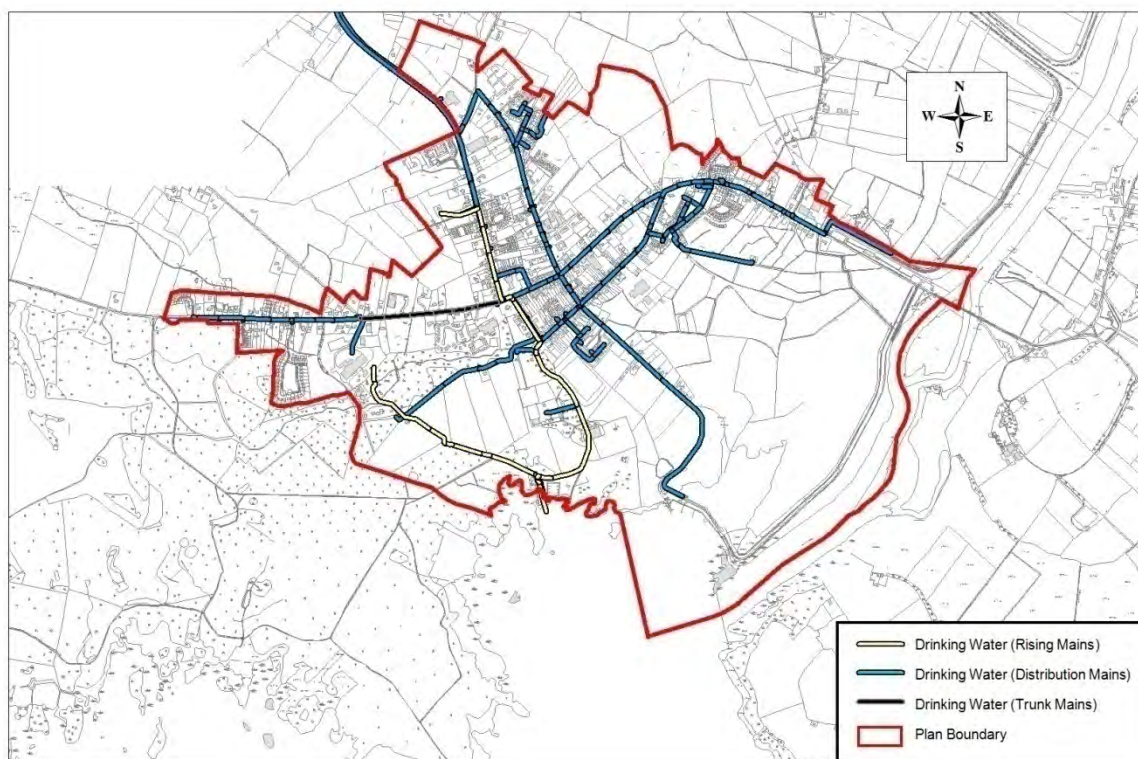 N
W E
S
Drinking Water (Rising Mains)
Drinking Water (Distribution Mains)
Drinking Water (Trunk Mains)
Plan Boundary